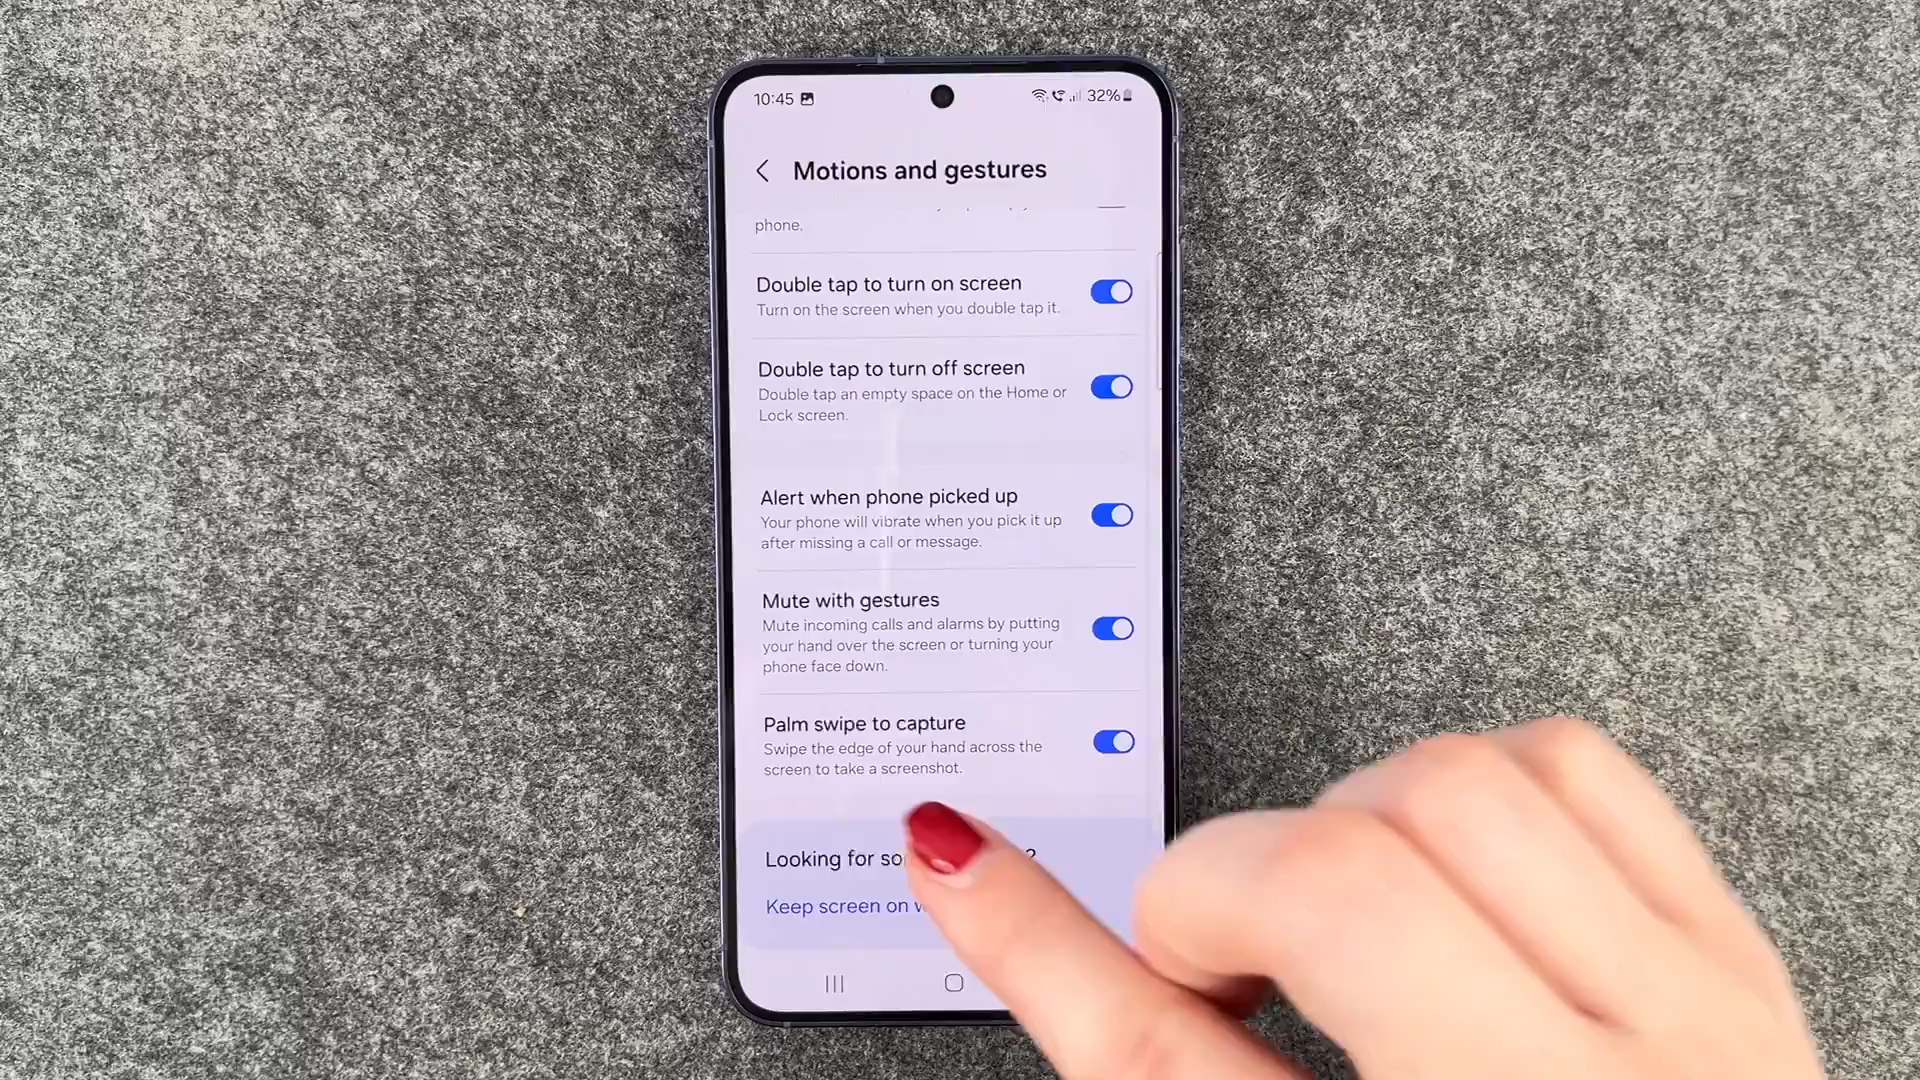 10:45
32%
Motions and gestures
phone.
Double tap to turn on screen
Turn on the screen when you double tap it.
Double tap to turn off screen
Double tap an empty space on the Home or
Lock screen.
Alert when phone picked up
Your phone will vibrate when you pick it up
after missing a call or message.
Mute with gestures
Mute incoming calls and alarms by putting
your hand over the screen or turning your
phone face down.
Palm swipe to capture
Swipe the edge of your hand across the
screen to take a screenshot.
Looking for
Keep screen on